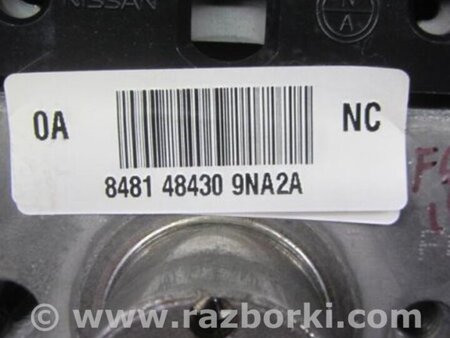 NISSAN
N
A
0A
NC
8481 48430 9NA2A
www.razborki.com